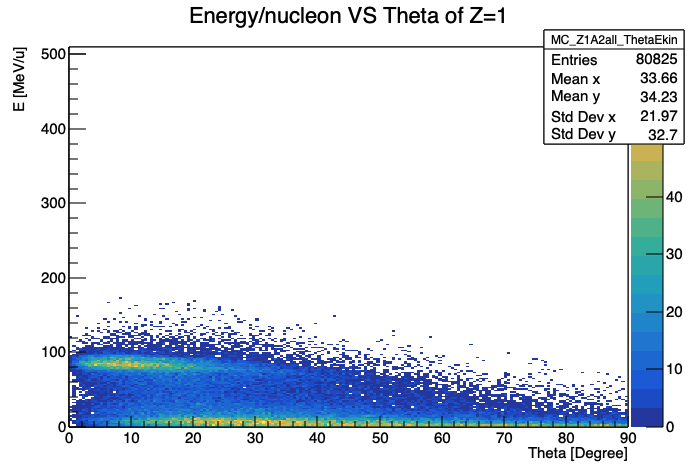 Energy/nucleon VS Theta of Z=1
MC_Z1A2all_ThetaEkin
Entries 80825
Mean x 33.66
Mean y 34.23
Std Dev x 21.97
Std Dev y 32.7
E [MeV/u]
500
400
300
200
100
0
40
30
20
10
0
0 10 20 30 40 50 60 70 80 90
Theta [Degree]